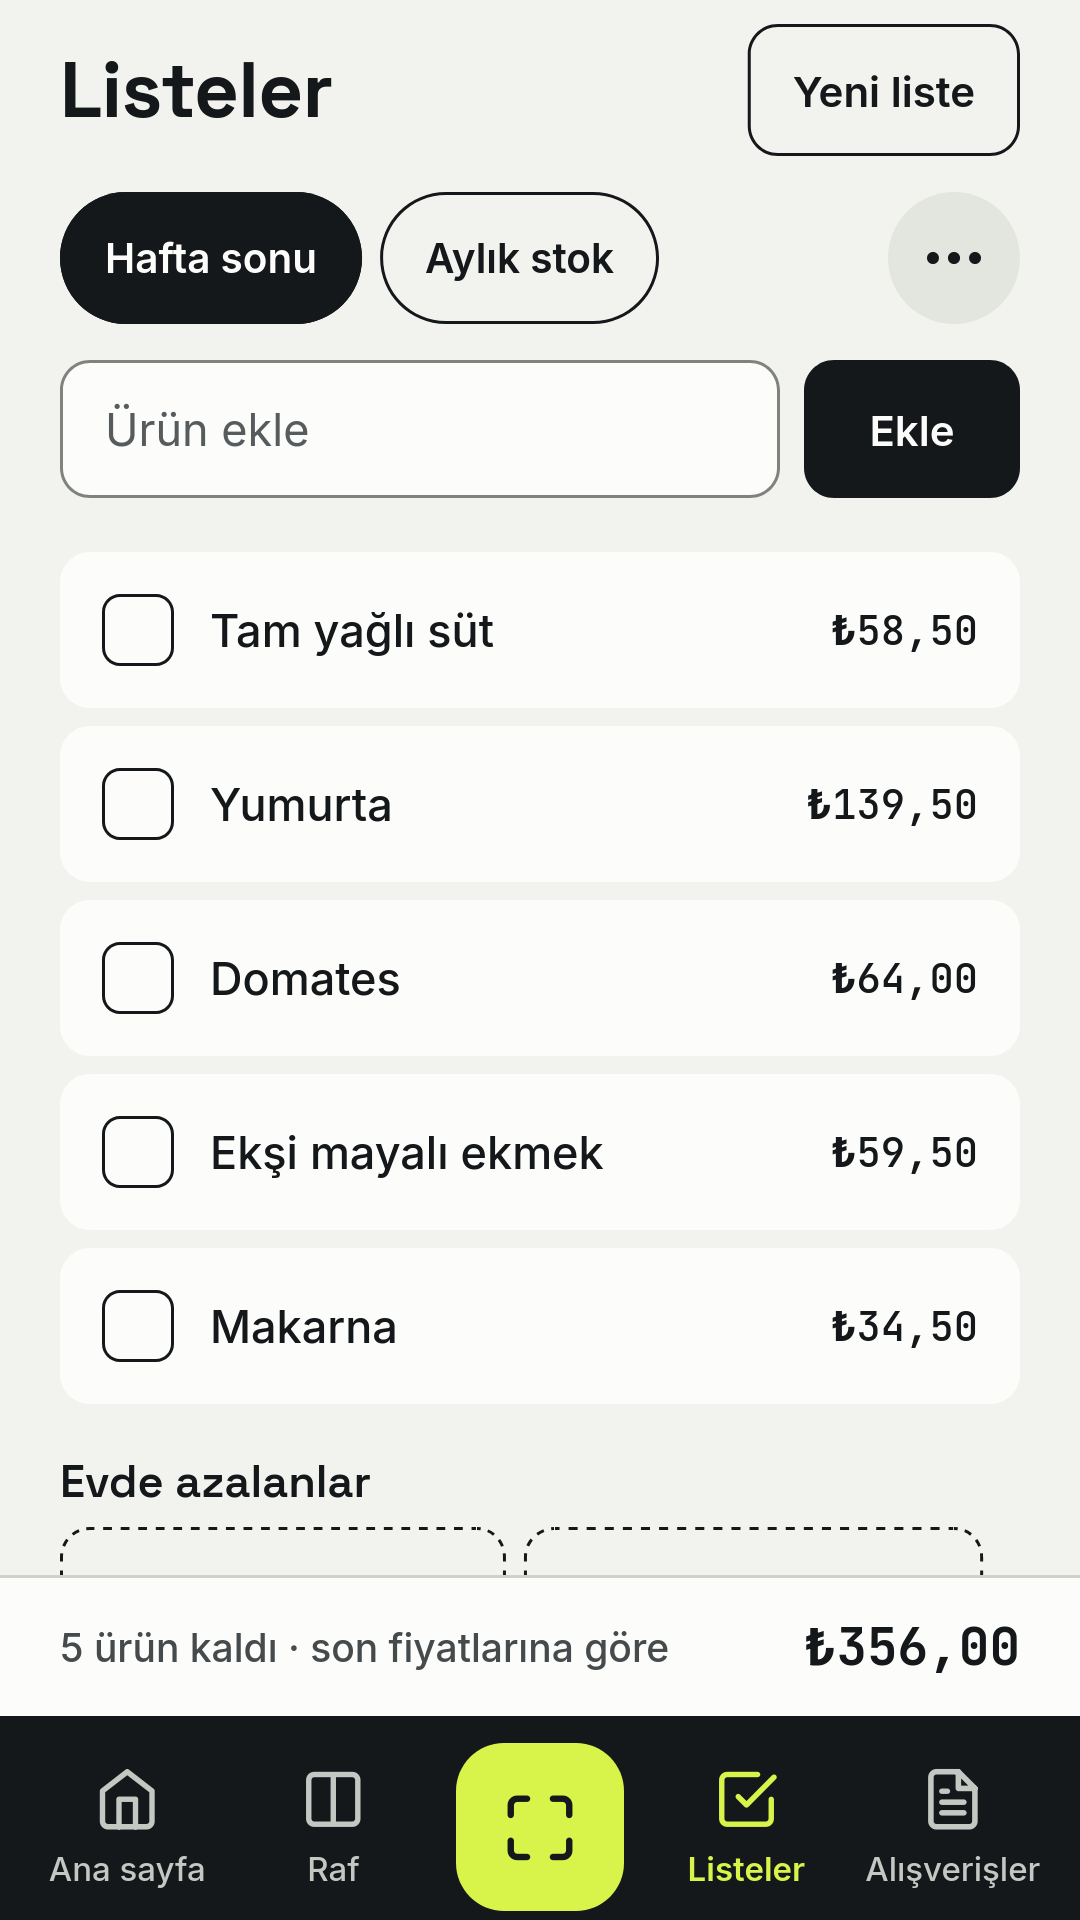 Listeler
Yeni liste
Hafta sonu
Aylık stok
Ürün ekle
Ekle
Tam yağlı süt
₺58,50
Yumurta
₺139,50
Domates
₺64,00
Ekşi mayalı ekmek
₺59,50
Makarna
₺34,50
Evde azalanlar
5 ürün kaldı · son fiyatlarına göre
₺356,00
Ana sayfa
Raf
Listeler
Alışverişler